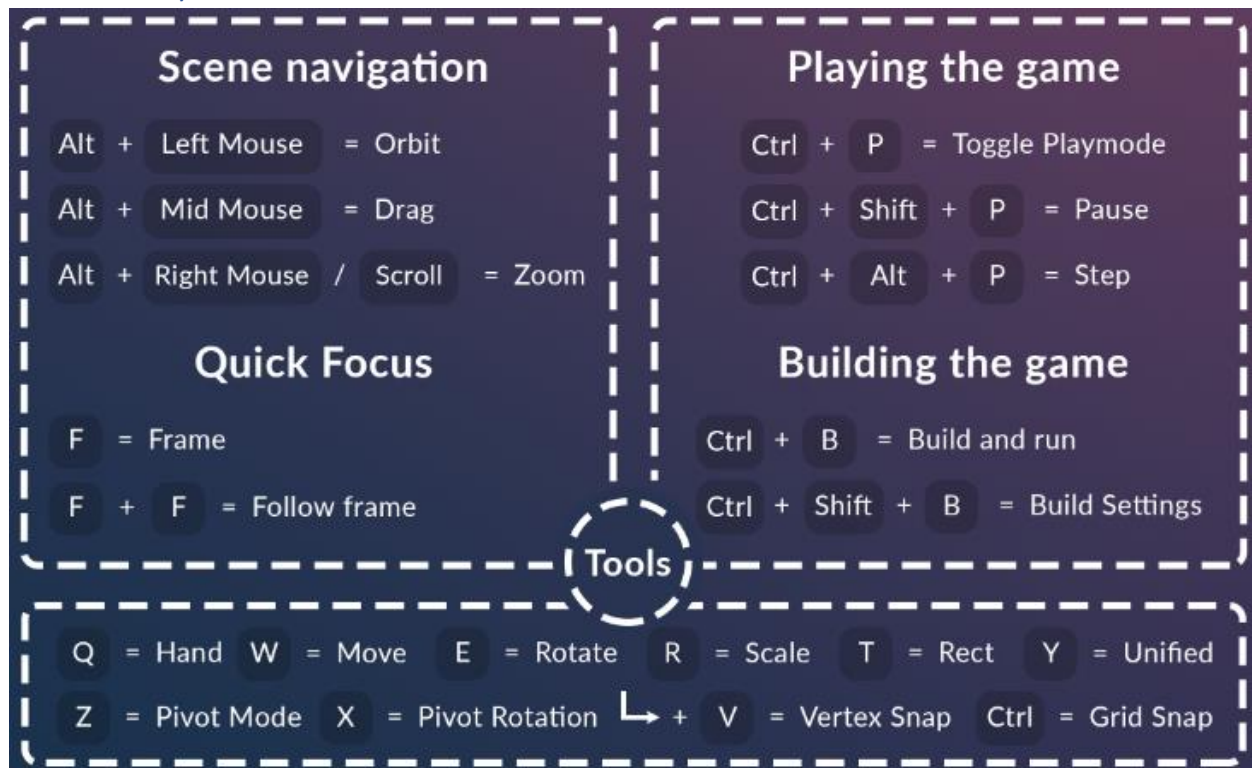 Scene navigation
Alt + Left Mouse = Orbit
Alt + Mid Mouse = Drag
Alt + Right Mouse / Scroll = Zoom
Quick Focus
F = Frame
F + F = Follow frame
Playing the game
Ctrl + P = Toggle Playmode
Ctrl + Shift + P = Pause
Ctrl + Alt + P = Step
Building the game
Ctrl + B = Build and run
Ctrl + Shift + B = Build Settings
Tools
Q = Hand W = Move E = Rotate R = Scale T = Rect Y = Unified
Z = Pivot Mode X = Pivot Rotation + V = Vertex Snap Ctrl = Grid Snap